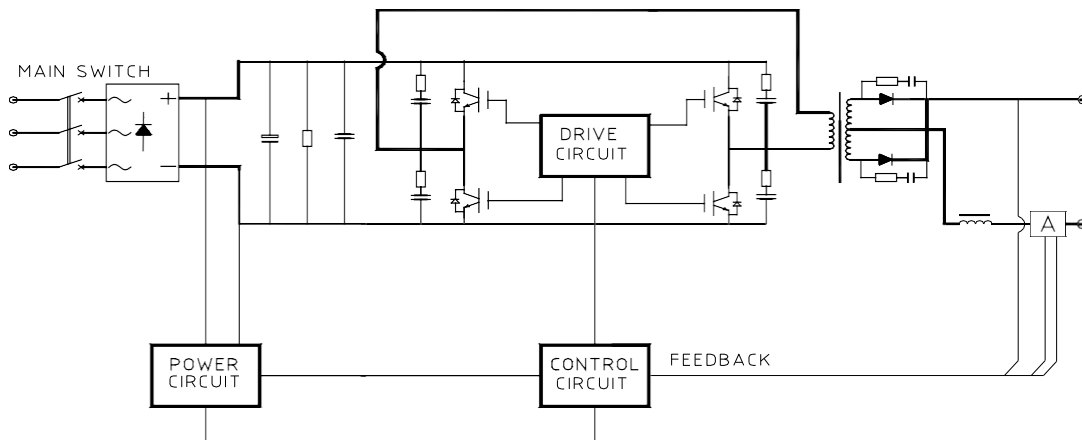 MAIN SWITCH
+
−
DRIVE
CIRCUIT
A
POWER
CIRCUIT
CONTROL
CIRCUIT
FEEDBACK